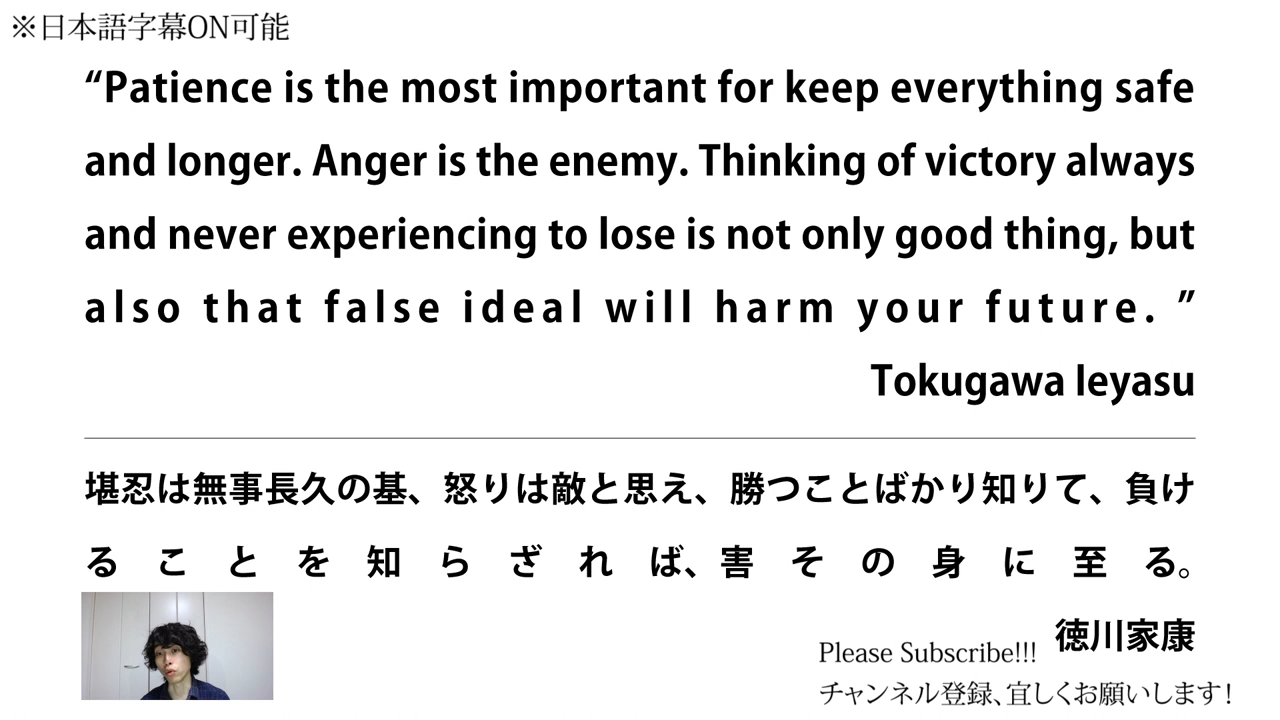 ※日本語字幕ON可能
“Patience is the most important for keep everything safe
and longer. Anger is the enemy. Thinking of victory always
and never experiencing to lose is not only good thing, but
also that false ideal will harm your future. ”
Tokugawa Ieyasu
堪忍は無事長久の基、怒りは敵と思え、勝つことばかり知りて、負け
ることを知らざれば、害その身に至る。
徳川家康
Please Subscribe!!!
チャンネル登録、宜しくお願いします!